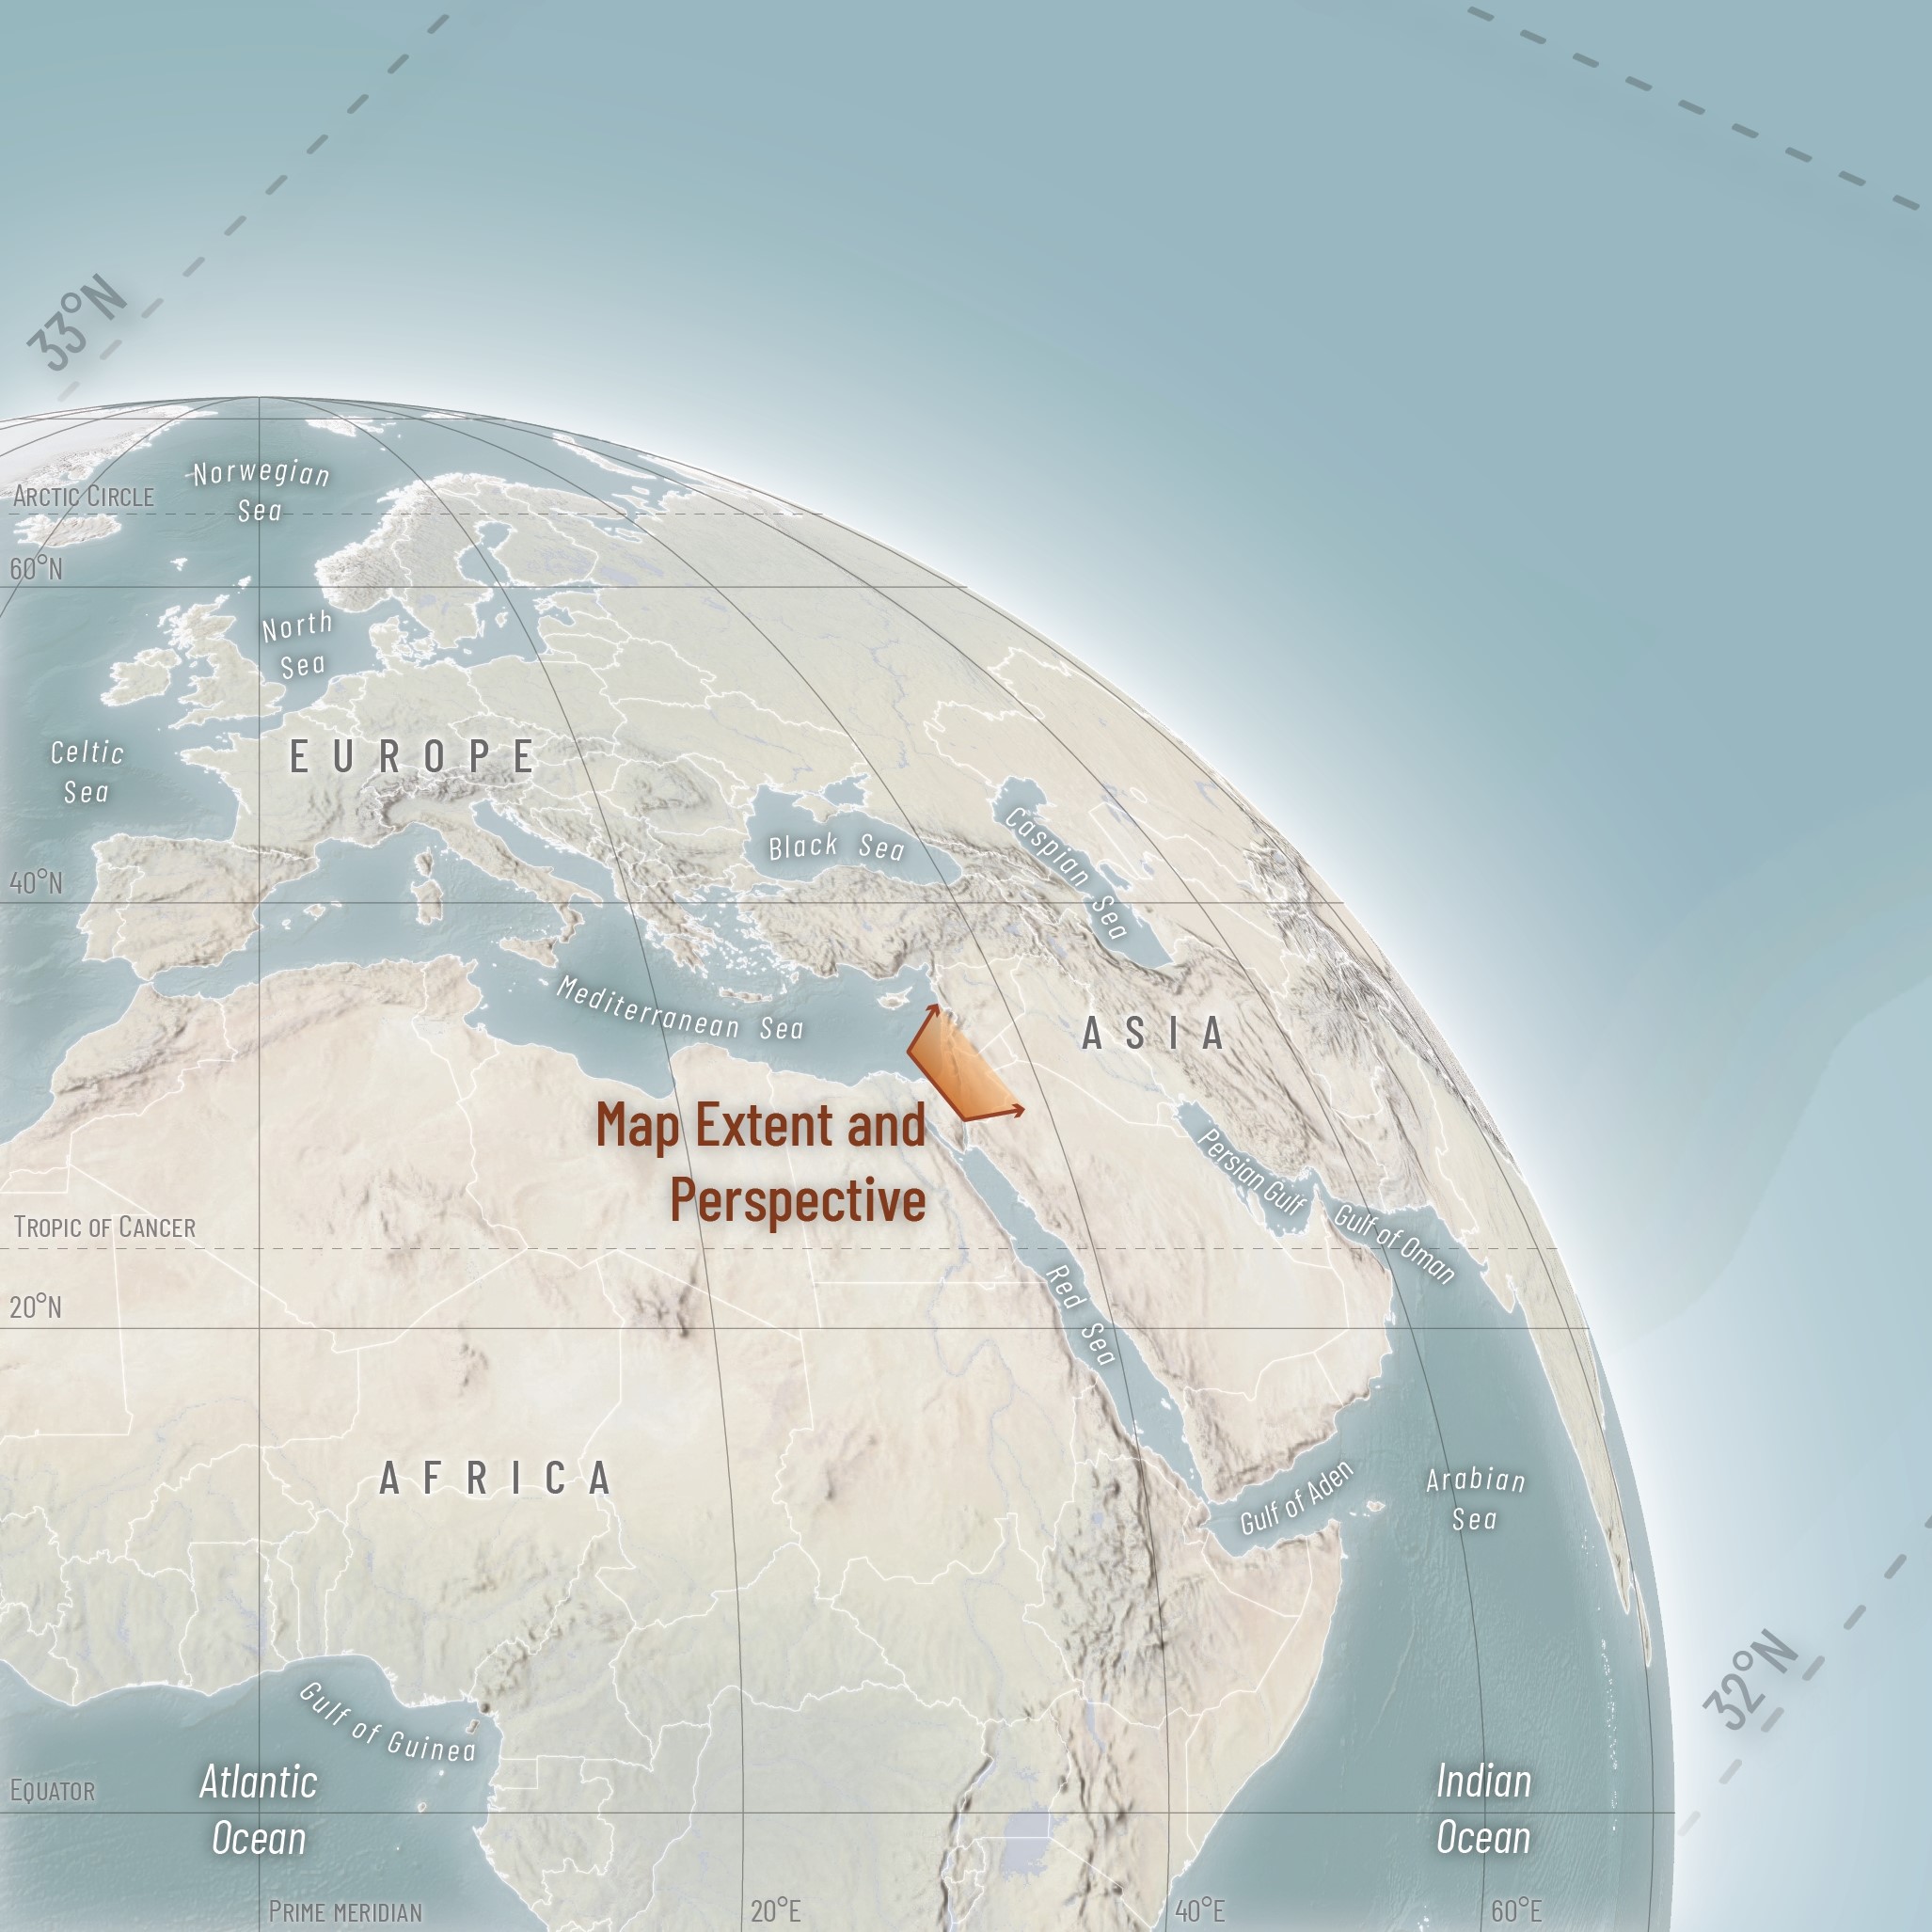 33°N
Norwegian
Sea
Arctic Circle
60°N
North
Sea
EUROPE
Celtic
Sea
Black Sea
Caspian Sea
40°N
Mediterranean Sea
ASIA
Map Extent and
Perspective
Persian Gulf
Gulf of Oman
Tropic of Cancer
Red Sea
20°N
AFRICA
Gulf of Aden
Arabian
Sea
32°N
Gulf of Guinea
Equator
Atlantic
Ocean
Indian
Ocean
Prime meridian
20°E
40°E
60°E